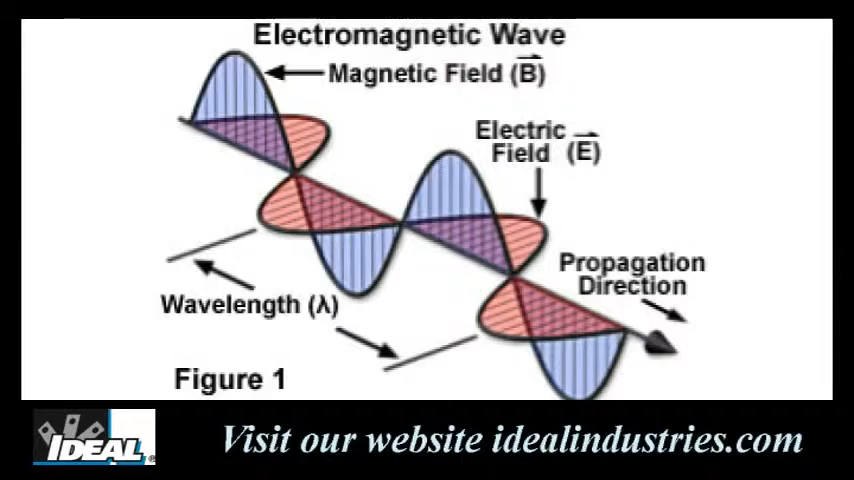 Electromagnetic Wave
Magnetic Field (B)
Electric
Field (E)
Propagation
Direction
Wavelength (λ)
Figure 1
IDEAL®
Visit our website idealindustries.com